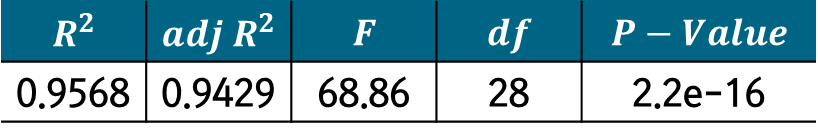 R² adj R² F df P – Value
0.9568 0.9429 68.86 28 2.2e-16